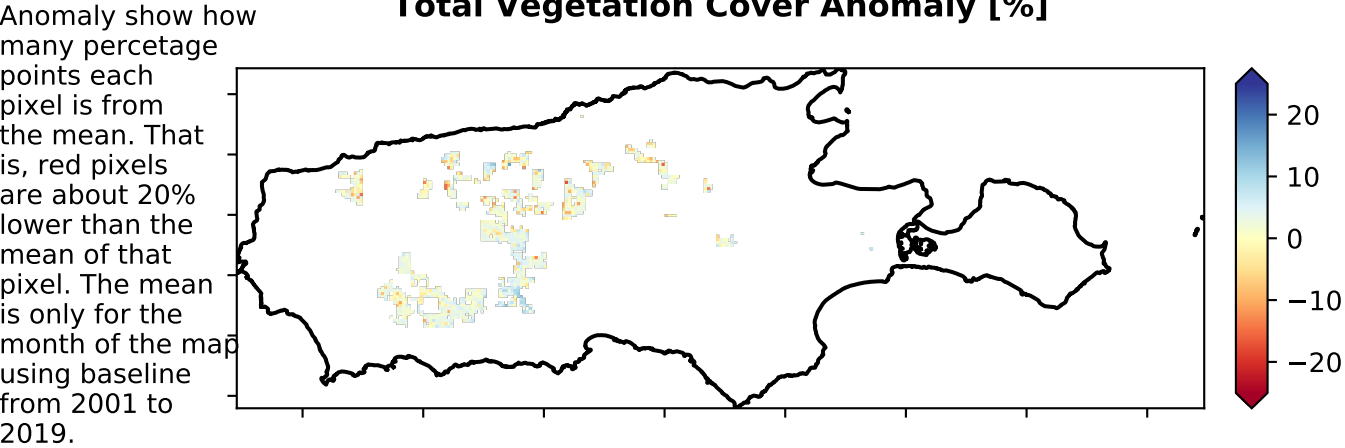 Total Vegetation Cover Anomaly [%]
Anomaly show how
many percetage
points each
pixel is from
the mean. That
is, red pixels
are about 20%
lower than the
mean of that
pixel. The mean
is only for the
month of the map
using baseline
from 2001 to
2019.
20
10
0
−10
−20